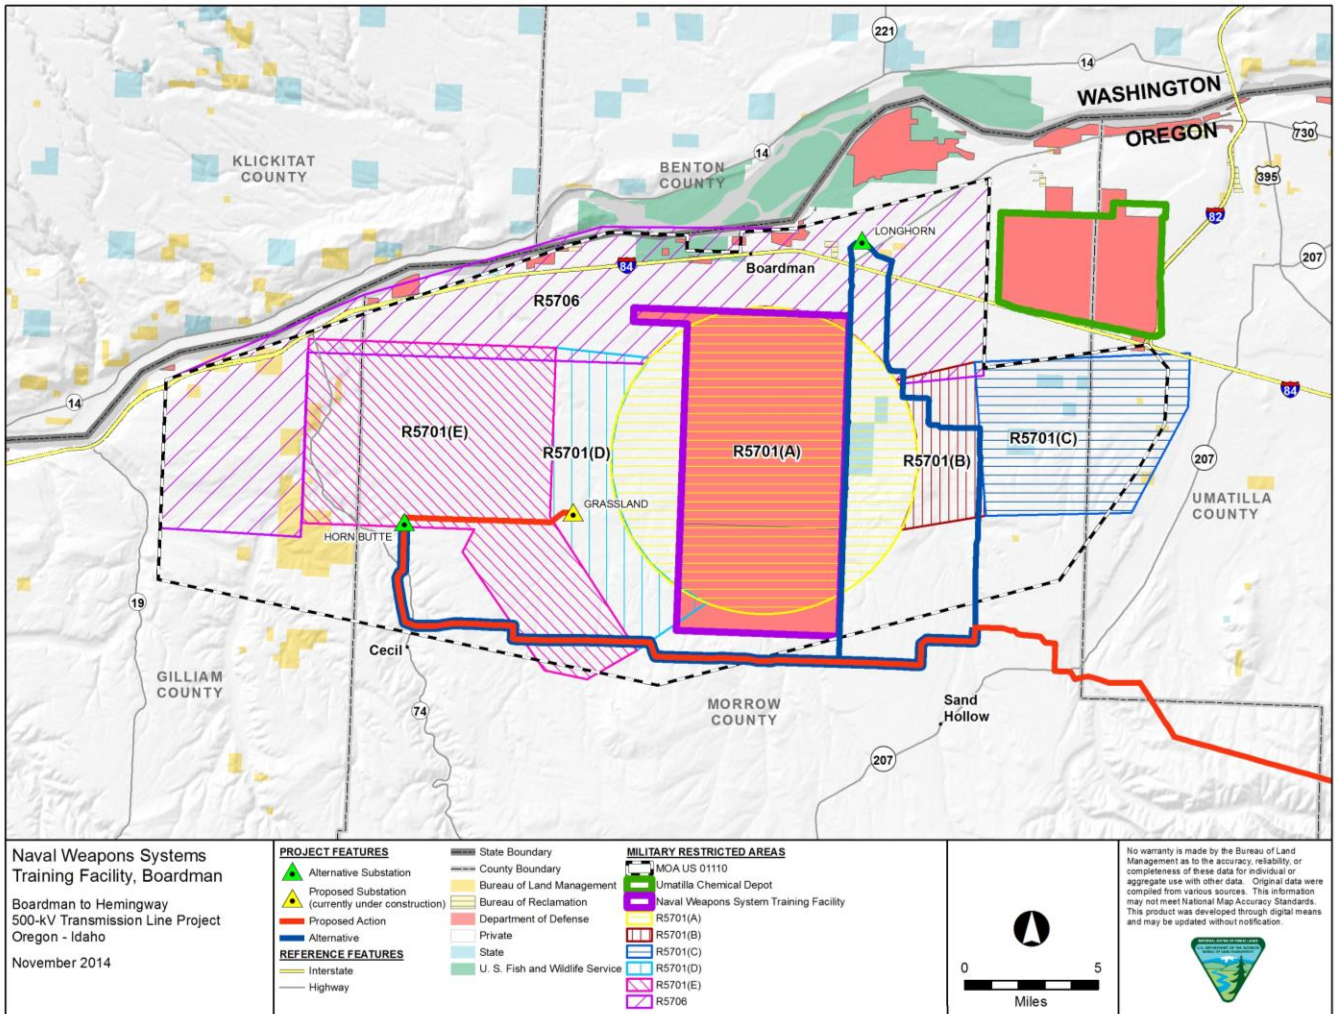 221
14
WASHINGTON
OREGON
730
395
KLICKITAT
COUNTY
BENTON
COUNTY
14
82
LONGHORN
207
84
Boardman
R5706
14
84
R5701(E)
R5701(D)
R5701(A)
R5701(B)
R5701(C)
207
GRASSLAND
UMATILLA
COUNTY
HORN BUTTE
19
Cecil
GILLIAM
COUNTY
74
MORROW
COUNTY
Sand
Hollow
207
Naval Weapons Systems
Training Facility, Boardman
Boardman to Hemingway
500-kV Transmission Line Project
Oregon - Idaho
November 2014
PROJECT FEATURES
Alternative Substation
Proposed Substation
(currently under construction)
Proposed Action
Alternative
REFERENCE FEATURES
Interstate
Highway
State Boundary
County Boundary
Bureau of Land Management
Bureau of Reclamation
Department of Defense
Private
State
U. S. Fish and Wildlife Service
MILITARY RESTRICTED AREAS
MOA US 01110
Umatilla Chemical Depot
Naval Weapons System Training Facility
R5701(A)
R5701(B)
R5701(C)
R5701(D)
R5701(E)
R5706
0 5
Miles
No warranty is made by the Bureau of Land
Management as to the accuracy, reliability, or
completeness of these data for individual or
aggregate use with other data. Original data were
compiled from various sources. This information
may not meet National Map Accuracy Standards.
This product was developed through digital means
and may be updated without notification.